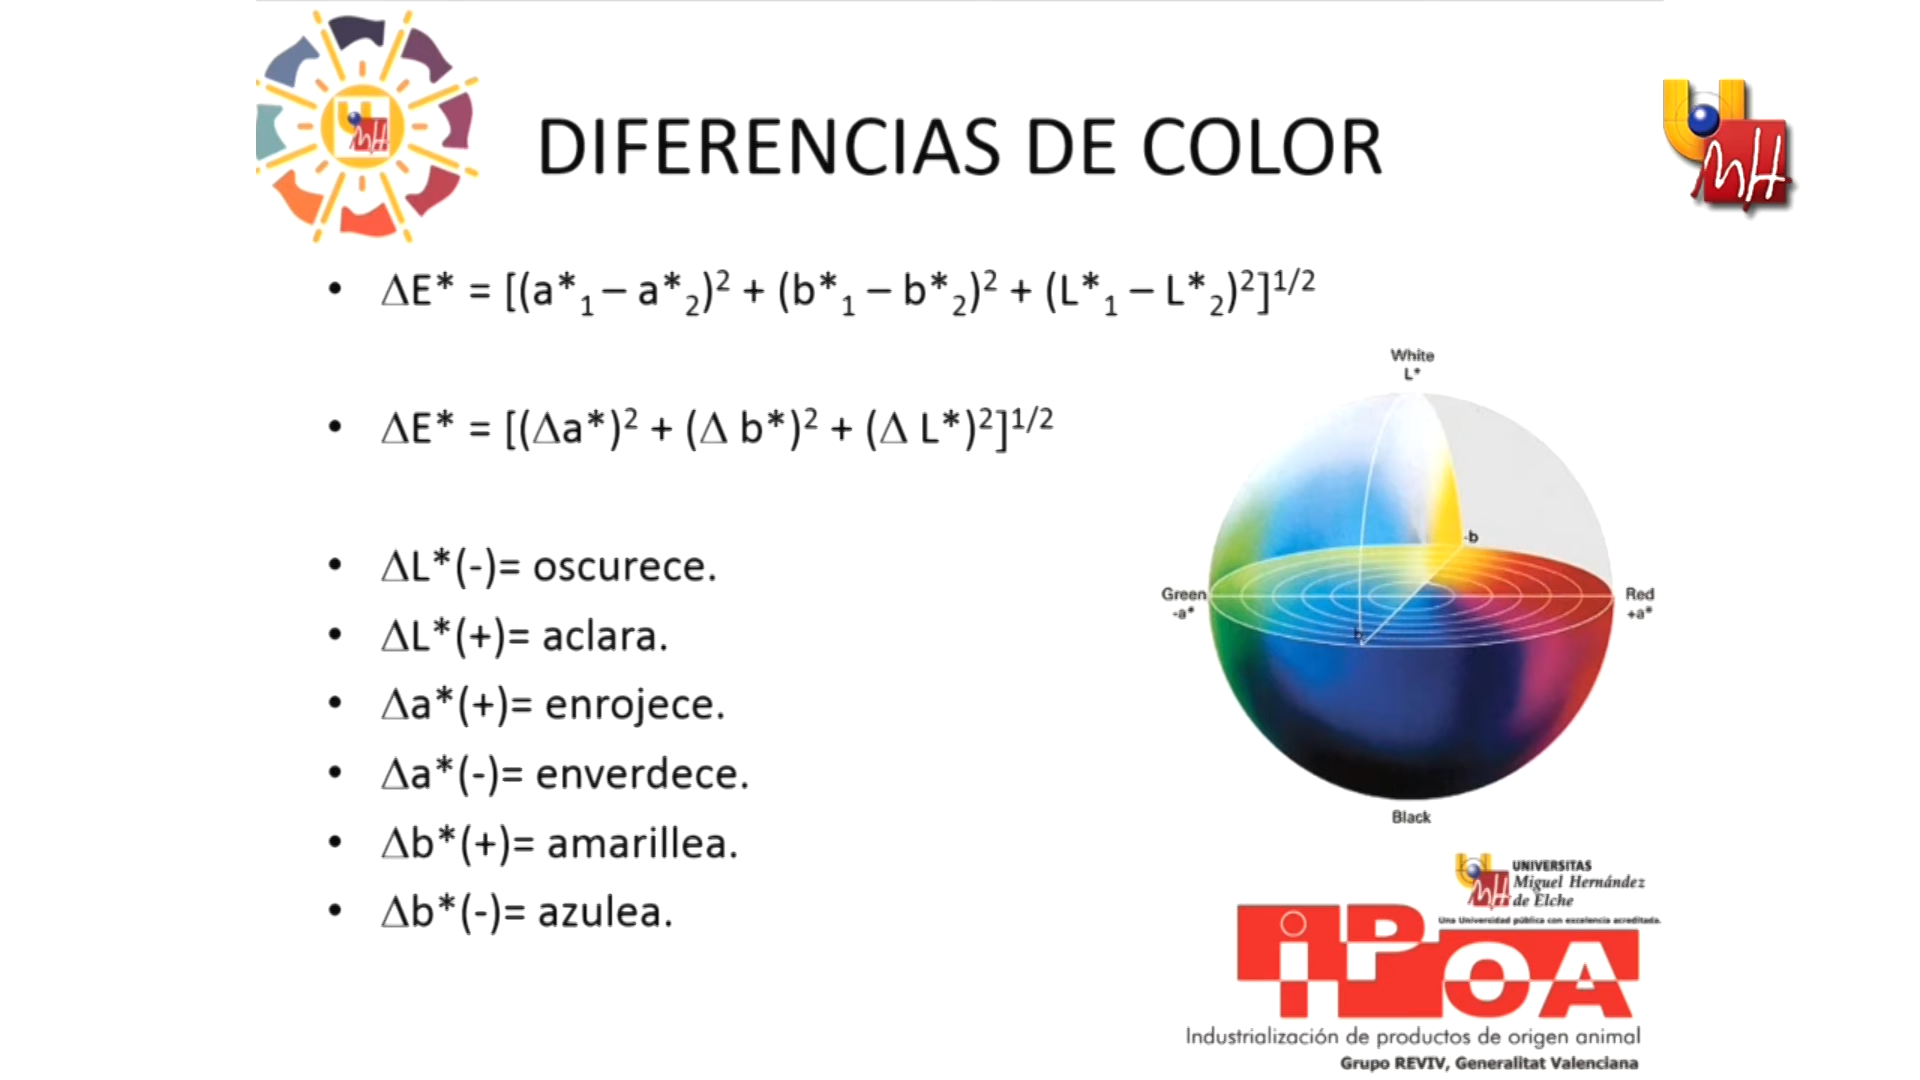 DIFERENCIAS DE COLOR
• ΔE* = [(a*₁ – a*₂)² + (b*₁ – b*₂)² + (L*₁ – L*₂)²]¹/²
• ΔE* = [(Δa*)² + (Δ b*)² + (Δ L*)²]¹/²
• ΔL*(-)= oscurece.
• ΔL*(+)= aclara.
• Δa*(+)= enrojece.
• Δa*(-)= enverdece.
• Δb*(+)= amarillea.
• Δb*(-)= azulea.
White
L*
-b
Green
-a*
Red
+a*
b
Black
UMH
UNIVERSITAS
Miguel Hernández
de Elche
Una Universidad pública con excelencia acreditada.
iPOA
Industrialización de productos de origen animal
Grupo REVIV, Generalitat Valenciana